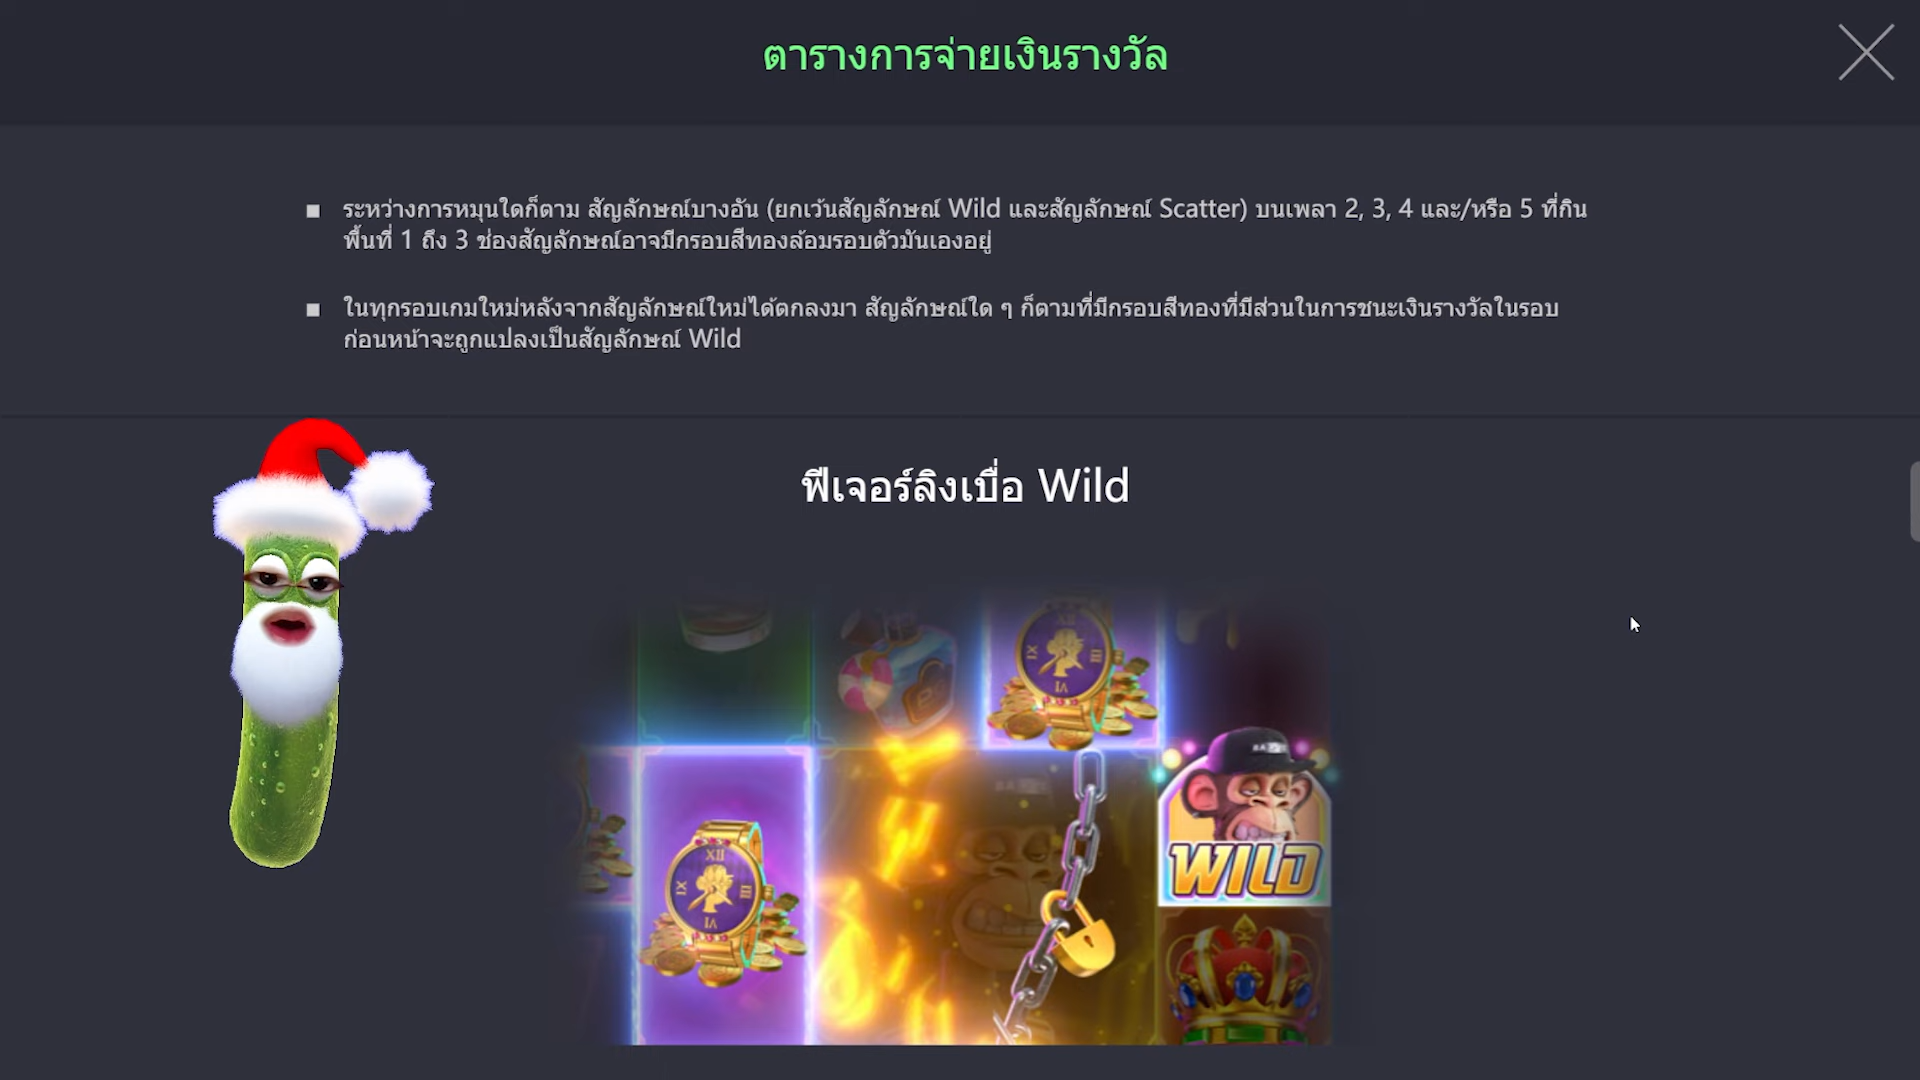 ตารางการจ่ายเงินรางวัล
ระหว่างการหมุนใดก็ตาม สัญลักษณ์บางอัน (ยกเว้นสัญลักษณ์ Wild และสัญลักษณ์ Scatter) บนเพลา 2, 3, 4 และ/หรือ 5 ที่กิน
พื้นที่ 1 ถึง 3 ช่องสัญลักษณ์อาจมีกรอบสีทองล้อมรอบตัวมันเองอยู่
ในทุกรอบเกมใหม่หลังจากสัญลักษณ์ใหม่ได้ตกลงมา สัญลักษณ์ใด ๆ ก็ตามที่มีกรอบสีทองที่มีส่วนในการชนะเงินรางวัลในรอบ
ก่อนหน้าจะถูกแปลงเป็นสัญลักษณ์ Wild
ฟีเจอร์ลิงเบื่อ Wild
XII
IX
III
VI
XII
IX
III
VI
WILD